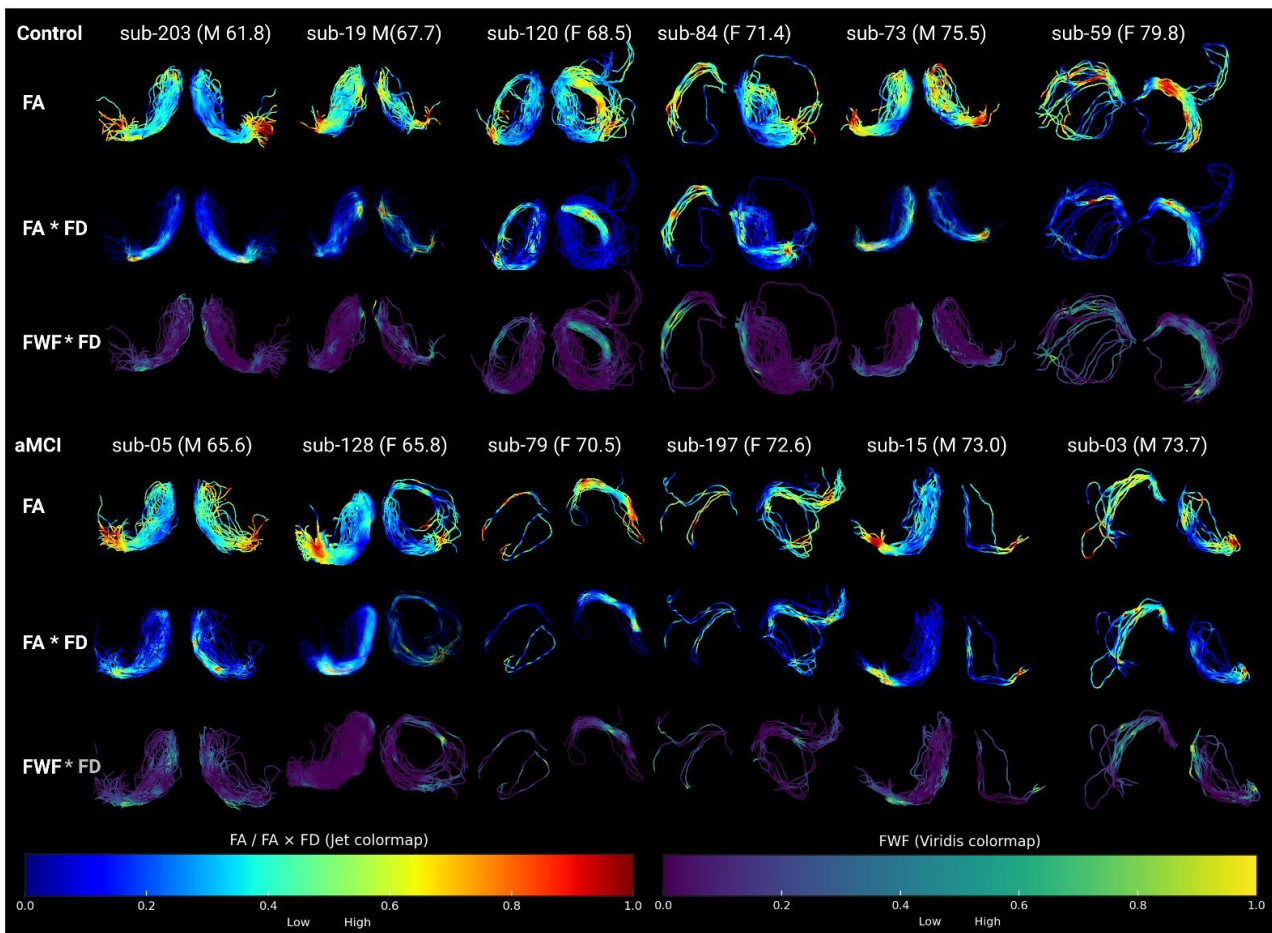 Control sub-203 (M 61.8) sub-19 M(67.7) sub-120 (F 68.5) sub-84 (F 71.4) sub-73 (M 75.5) sub-59 (F 79.8)
FA
FA * FD
FWF * FD
aMCI sub-05 (M 65.6) sub-128 (F 65.8) sub-79 (F 70.5) sub-197 (F 72.6) sub-15 (M 73.0) sub-03 (M 73.7)
FA
FA * FD
FWF * FD
FA / FA × FD (Jet colormap) FWF (Viridis colormap)
0.0 0.2 0.4 0.6 0.8 1.0 0.0 0.2 0.4 0.6 0.8 1.0
Low High Low High